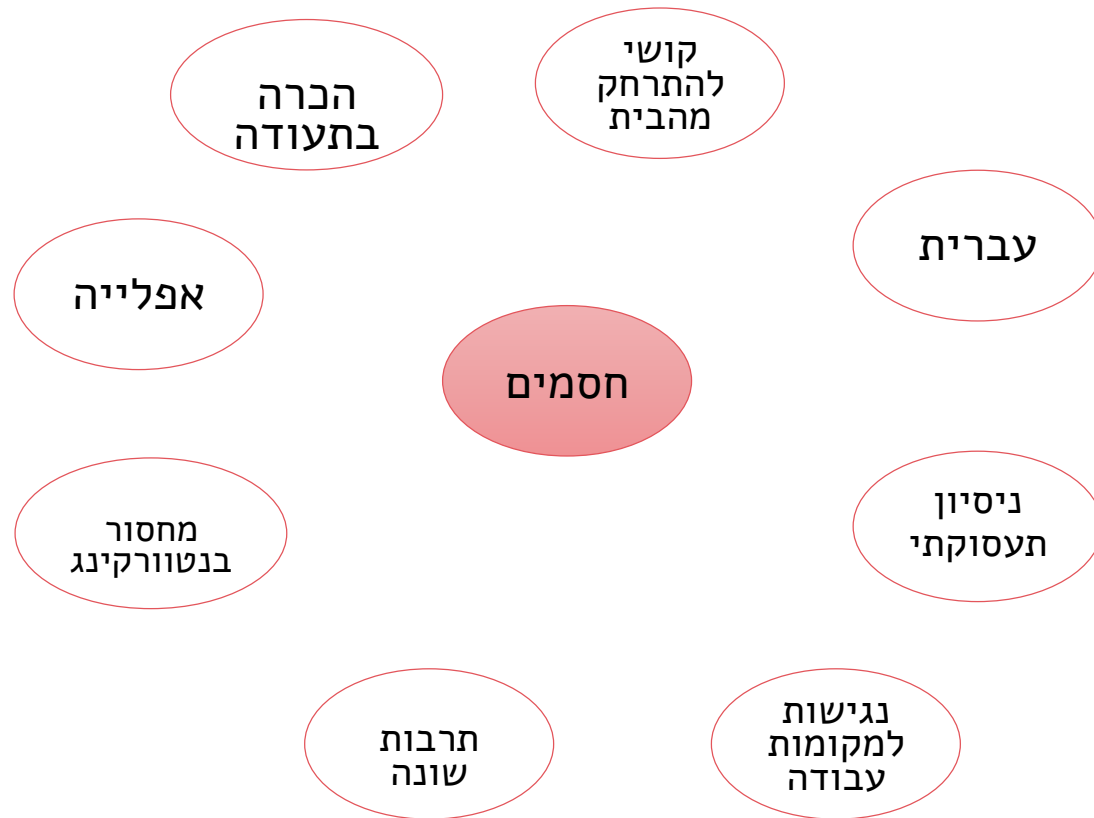 קושי
להתרחק
מהבית
הכרה
בתעודה
עברית
אפלייה
חסמים
ניסיון
תעסוקתי
מחסור
בנטוורקינג
נגישות
למקומות
עבודה
תרבות
שונה